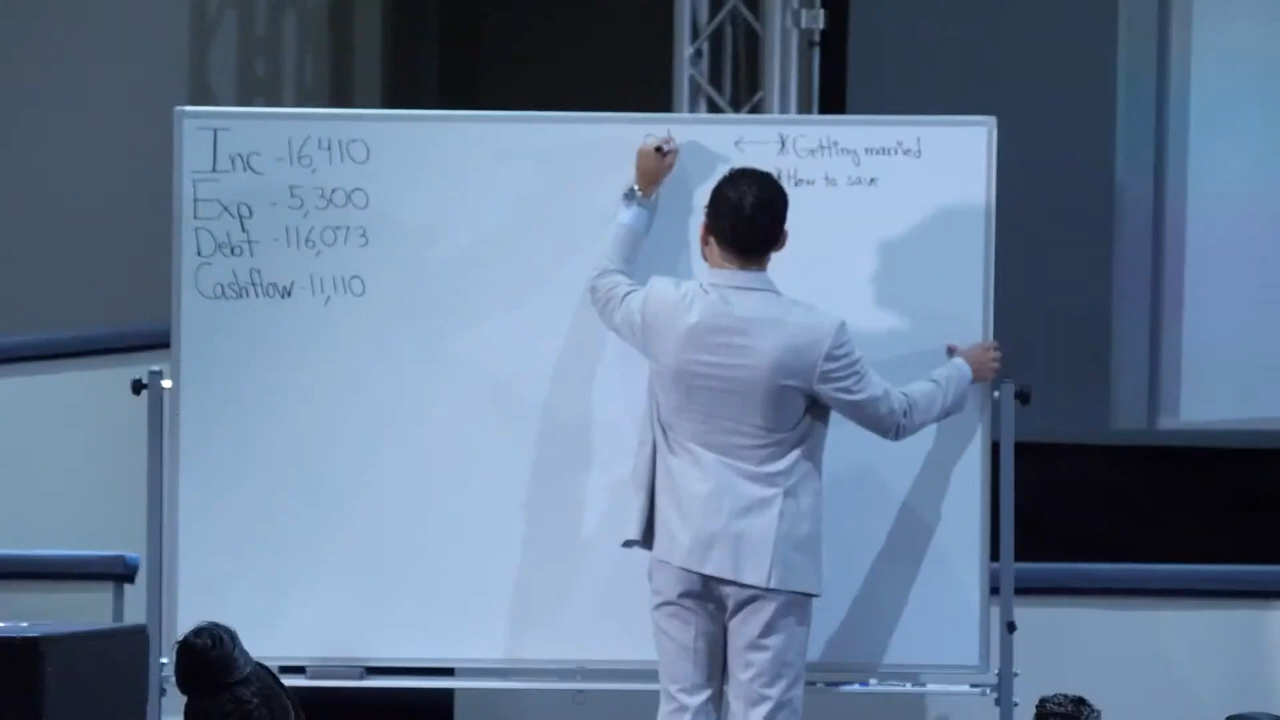 Inc - 16,410
Exp - 5,300
Debt - 116,073
Cashflow - 11,110
← * Getting married
* How to save